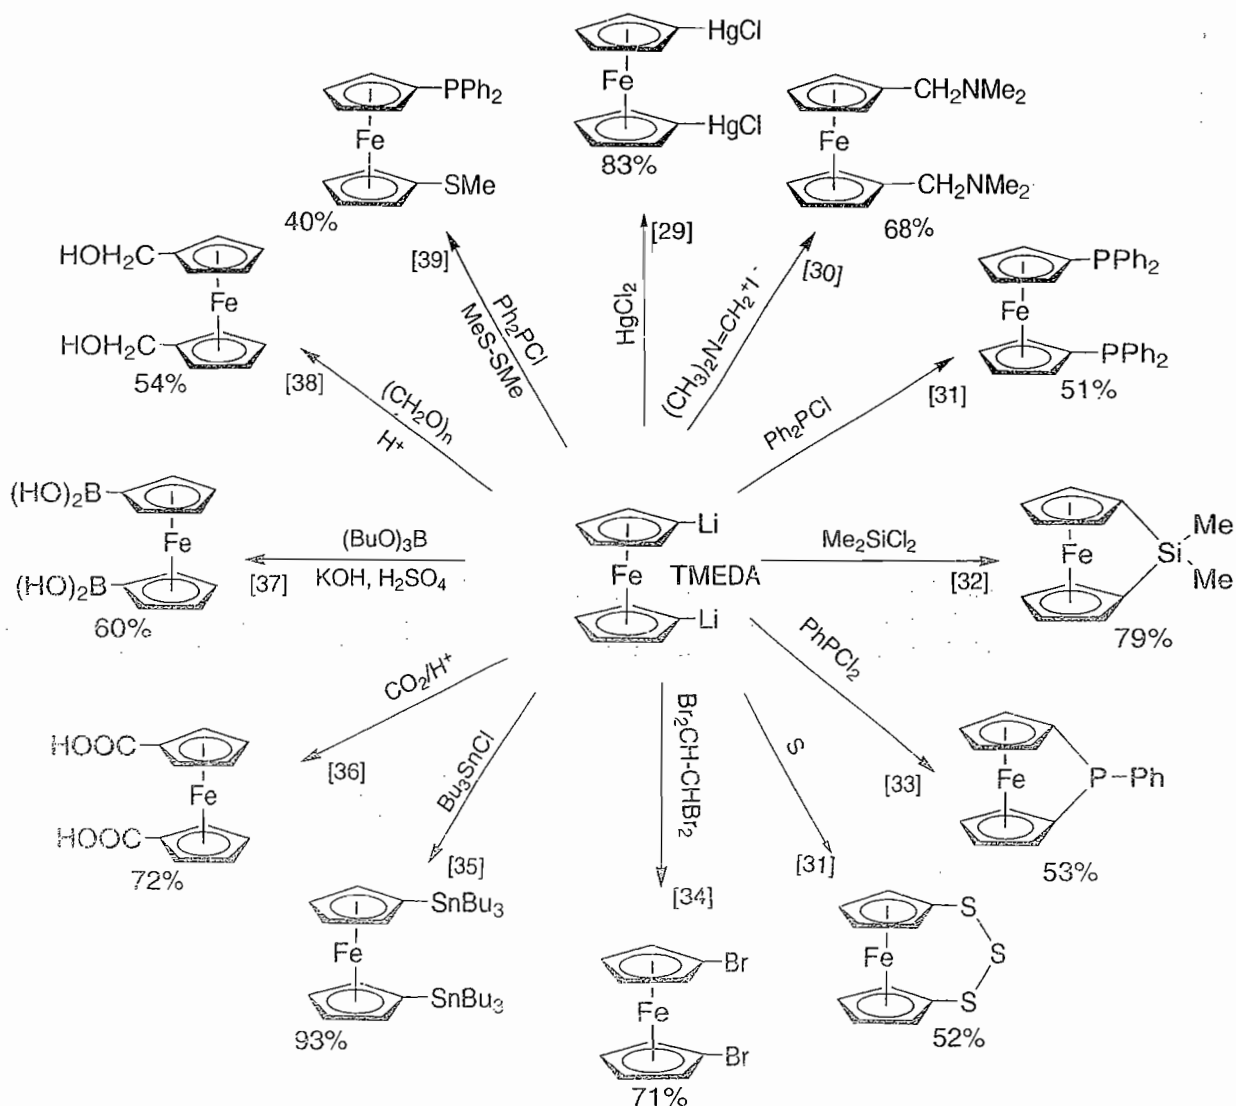 HgCl
Fe
HgCl
83%
PPh₂
Fe
SMe
40%
CH₂NMe₂
Fe
CH₂NMe₂
68%
HOH₂C
Fe
HOH₂C
54%
PPh₂
Fe
PPh₂
51%
[39]
Ph₂PCl
MeS-SMe
[29]
HgCl₂
[30]
(CH₃)₂N=CH₂⁺I⁻
[38]
(CH₂O)ₙ
H⁺
[31]
Ph₂PCl
(HO)₂B
Fe
(HO)₂B
60%
(BuO)₃B
[37] KOH, H₂SO₄
Li
Fe TMEDA
Li
Me₂SiCl₂
[32]
Fe Si Me
Me
79%
CO₂/H⁺
[36]
HOOC
Fe
HOOC
72%
Bu₃SnCl
[35]
Br₂CH-CHBr₂
[34]
S
[31]
PhPCl₂
[33]
Fe P-Ph
53%
SnBu₃
Fe
SnBu₃
93%
Br
Fe
Br
71%
S
Fe S
S
52%